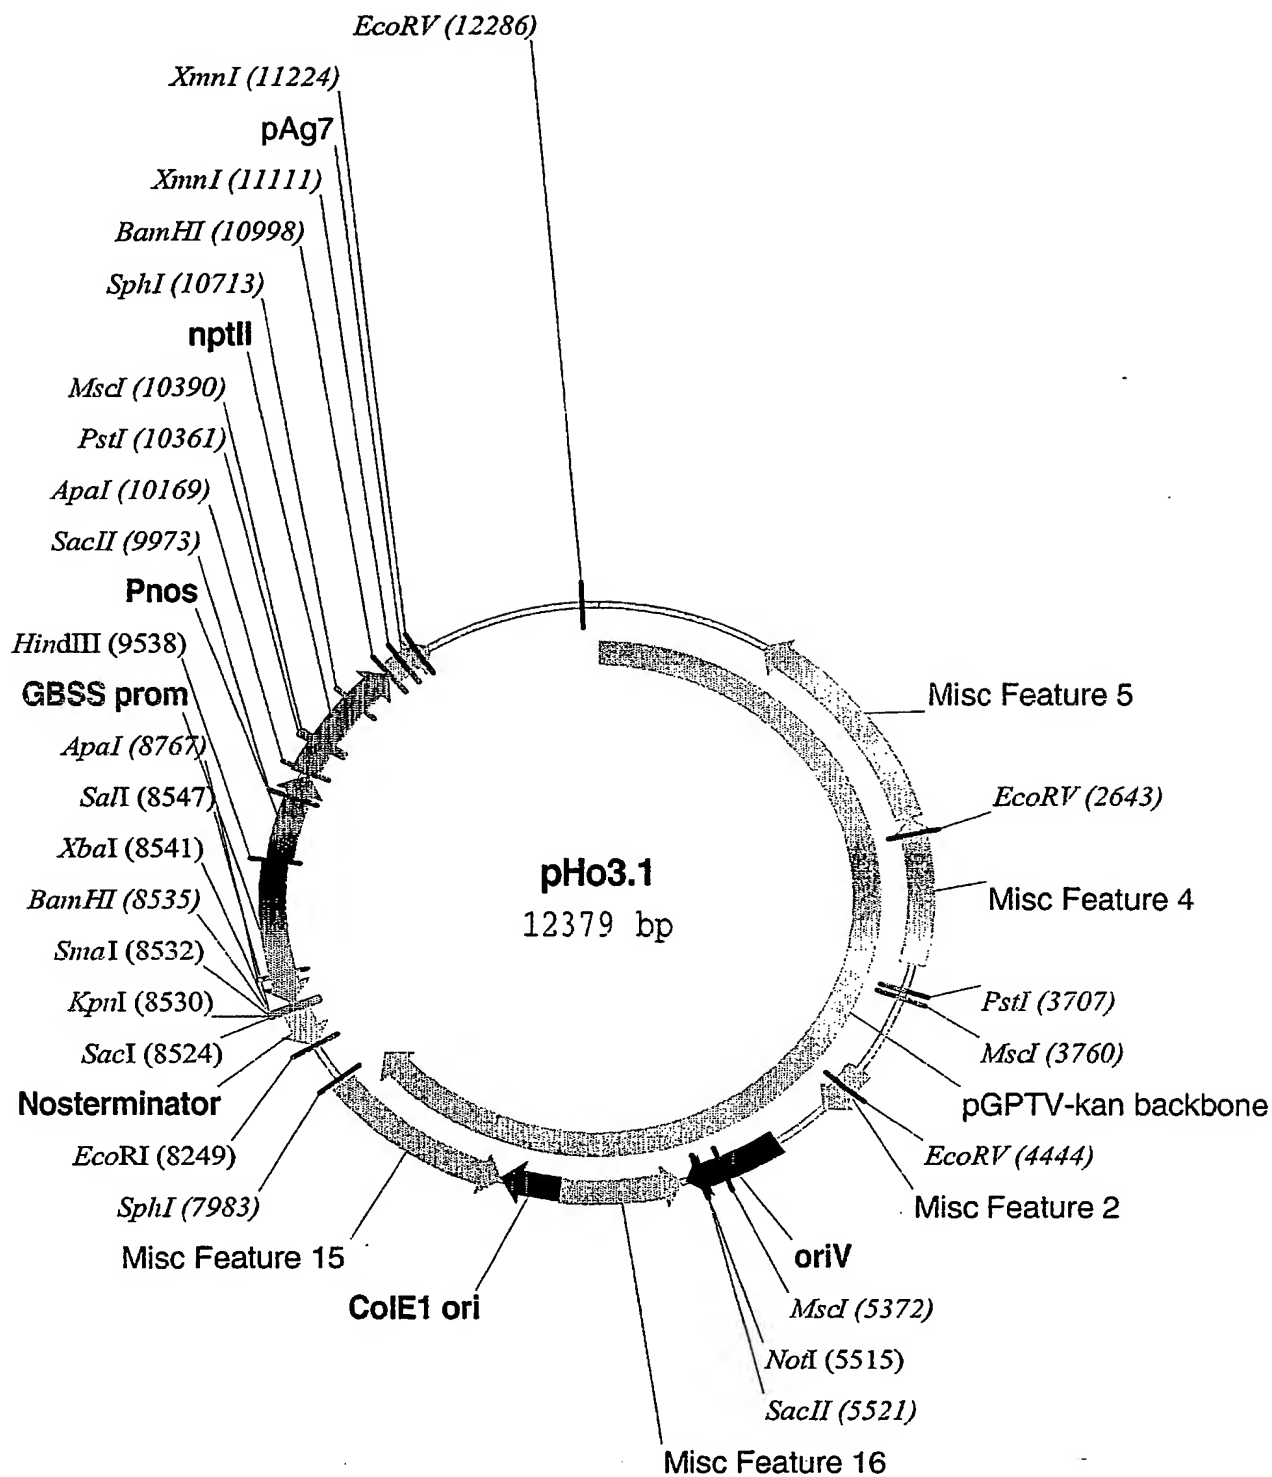 EcoRV (12286)
XmnI (11224)
pAg7
XmnI (11111)
BamHI (10998)
SphI (10713)
nptII
MscI (10390)
PstI (10361)
ApaI (10169)
SacII (9973)
Pnos
HindIII (9538)
GBSS prom
ApaI (8767)
SalI (8547)
XbaI (8541)
BamHI (8535)
SmaI (8532)
KpnI (8530)
SacI (8524)
Nosterminator
EcoRI (8249)
SphI (7983)
Misc Feature 15
ColE1 ori
pHo3.1
12379 bp
Misc Feature 5
EcoRV (2643)
Misc Feature 4
PstI (3707)
MscI (3760)
pGPTV-kan backbone
EcoRV (4444)
Misc Feature 2
oriV
MscI (5372)
NotI (5515)
SacII (5521)
Misc Feature 16